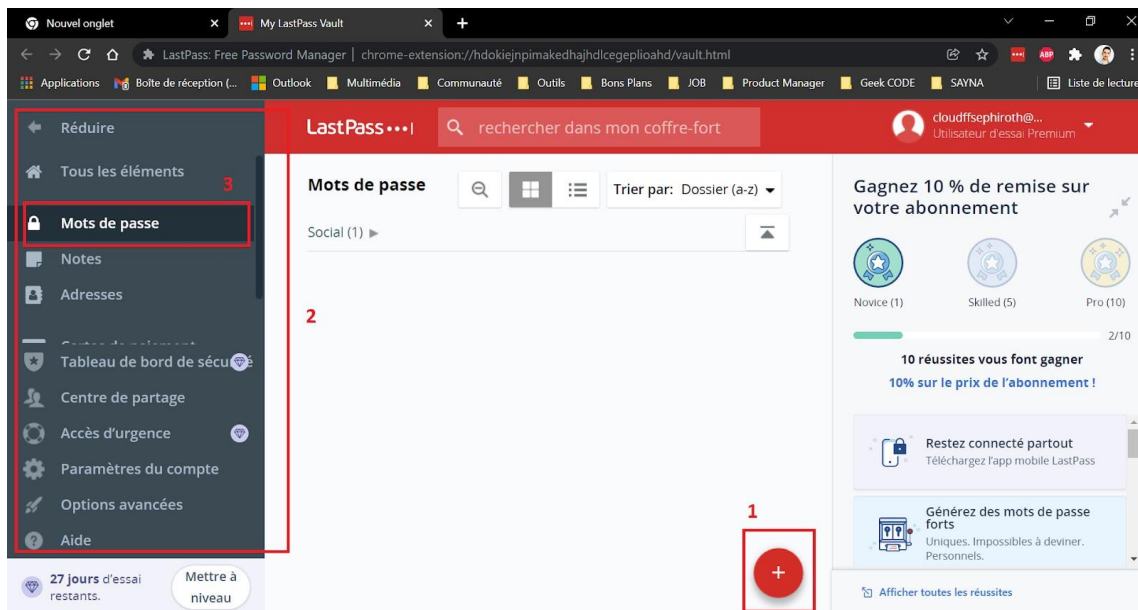 Nouvel onglet
My LastPass Vault
LastPass: Free Password Manager | chrome-extension://hdokiejnpimakedhajhdlcegeplioahd/vault.html
ABP
Applications
Boîte de réception (...
Outlook
Multimédia
Communauté
Outils
Bons Plans
JOB
Product Manager
Geek CODE
SAYNA
Liste de lecture
Réduire
Tous les éléments
3
Mots de passe
Notes
Adresses
Cartes de paiement
Tableau de bord de sécurité
Centre de partage
Accès d'urgence
Paramètres du compte
Options avancées
Aide
27 jours d'essai
restants.
Mettre à
niveau
LastPass
rechercher dans mon coffre-fort
cloudffsephiroth@...
Utilisateur d'essai Premium
Mots de passe
Trier par: Dossier (a-z)
Social (1)
2
1
+
Gagnez 10 % de remise sur
votre abonnement
Novice (1)
Skilled (5)
Pro (10)
2/10
10 réussites vous font gagner
10% sur le prix de l'abonnement !
Restez connecté partout
Téléchargez l'app mobile LastPass
Générez des mots de passe
forts
Uniques. Impossibles à deviner.
Personnels.
Afficher toutes les réussites